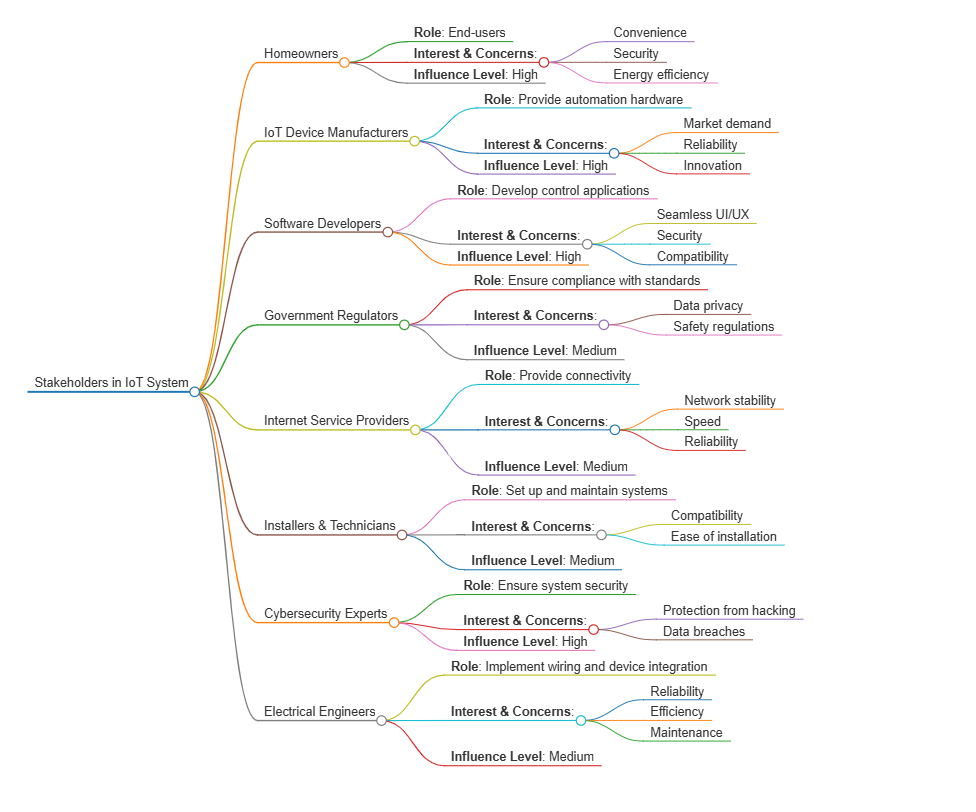 Stakeholders in IoT System
Homeowners
Role: End-users
Interest & Concerns:
Convenience
Security
Energy efficiency
Influence Level: High
IoT Device Manufacturers
Role: Provide automation hardware
Interest & Concerns:
Market demand
Reliability
Innovation
Influence Level: High
Software Developers
Role: Develop control applications
Interest & Concerns:
Seamless UI/UX
Security
Compatibility
Influence Level: High
Government Regulators
Role: Ensure compliance with standards
Interest & Concerns:
Data privacy
Safety regulations
Influence Level: Medium
Internet Service Providers
Role: Provide connectivity
Interest & Concerns:
Network stability
Speed
Reliability
Influence Level: Medium
Installers & Technicians
Role: Set up and maintain systems
Interest & Concerns:
Compatibility
Ease of installation
Influence Level: Medium
Cybersecurity Experts
Role: Ensure system security
Interest & Concerns:
Protection from hacking
Data breaches
Influence Level: High
Electrical Engineers
Role: Implement wiring and device integration
Interest & Concerns:
Reliability
Efficiency
Maintenance
Influence Level: Medium